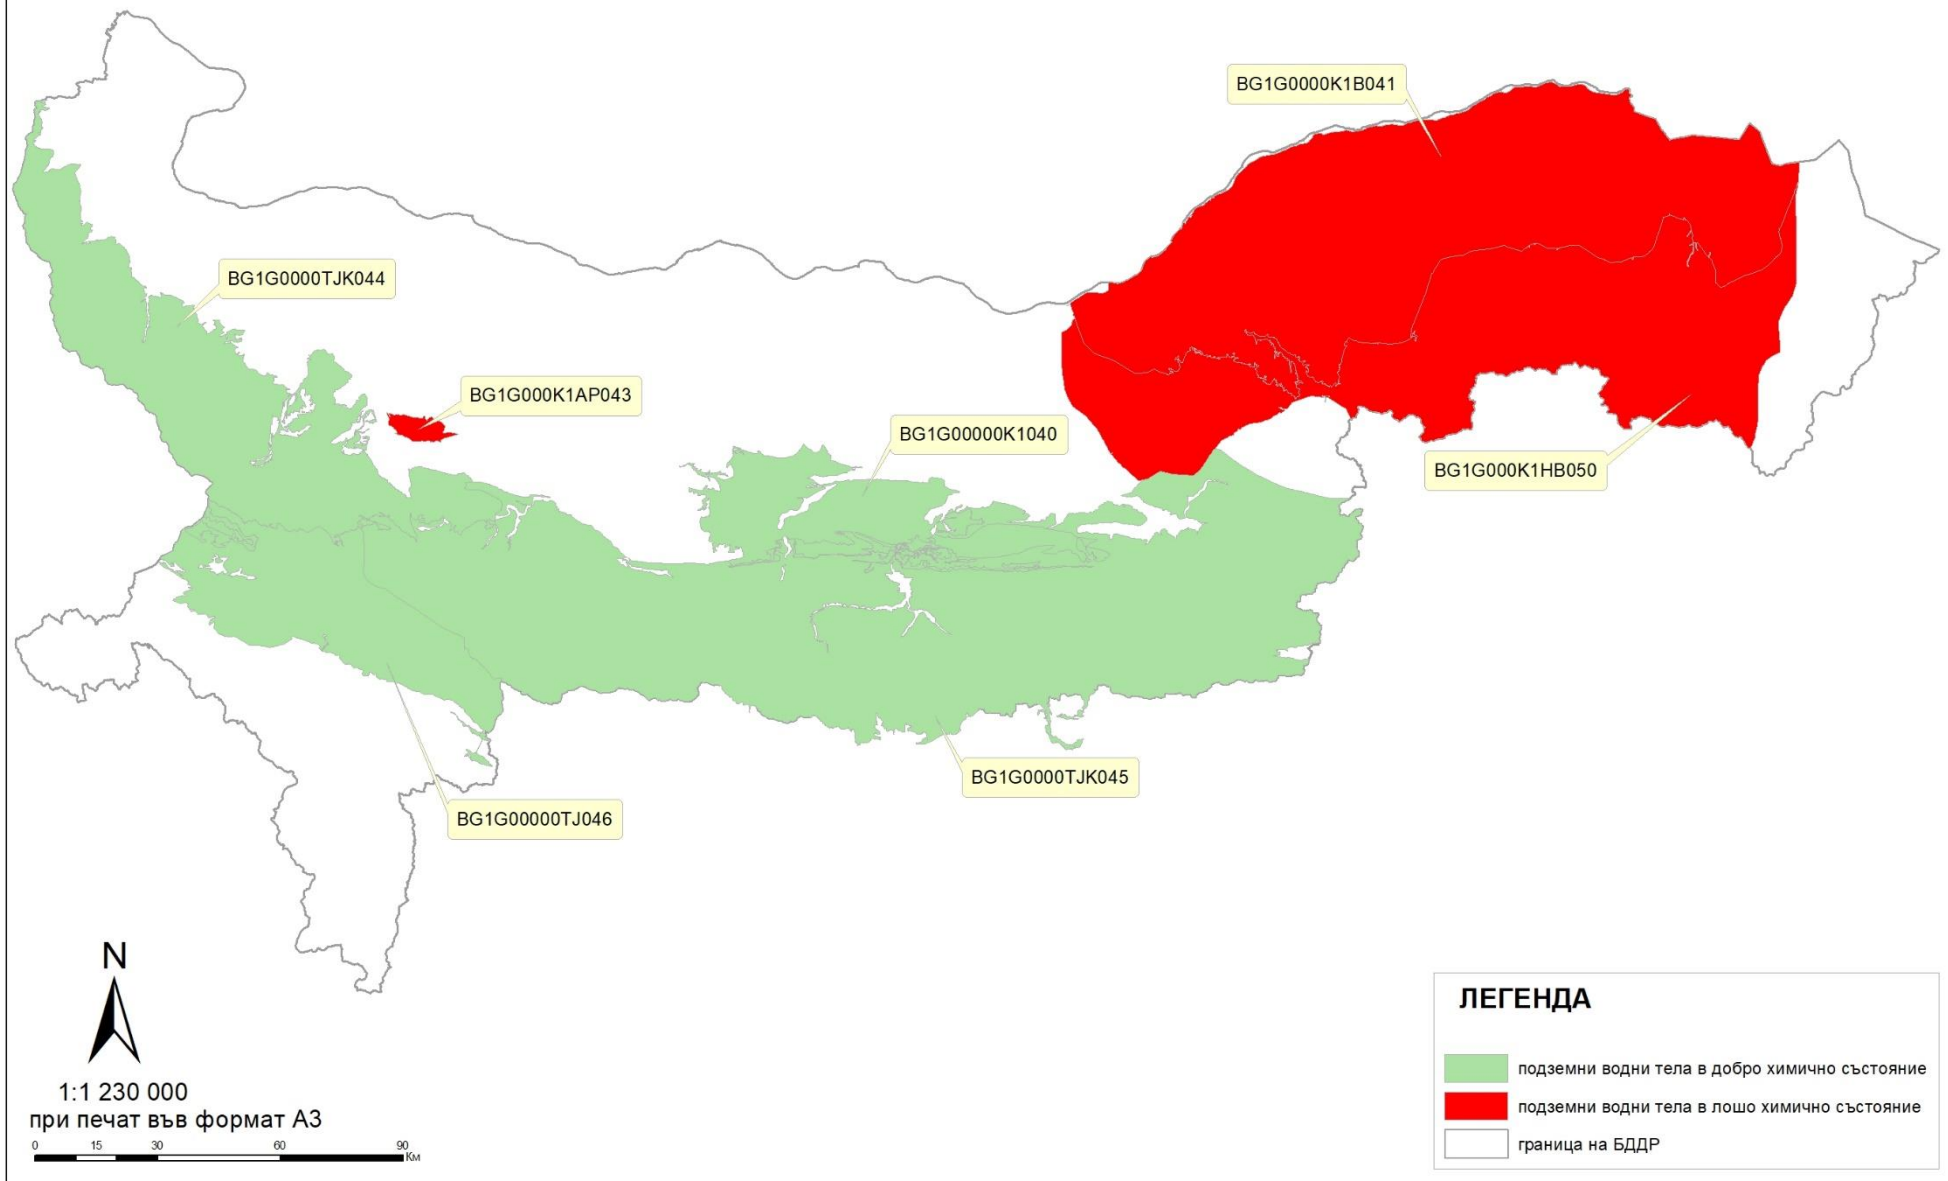 BG1G0000K1B041
BG1G0000TJK044
BG1G000K1AP043
BG1G00000K1040
BG1G000K1HB050
BG1G0000TJK045
BG1G00000TJ046
N
1:1 230 000
при печат във формат А3
0 15 30 60 90
Км
ЛЕГЕНДА
подземни водни тела в добро химично състояние
подземни водни тела в лошо химично състояние
граница на БДДР